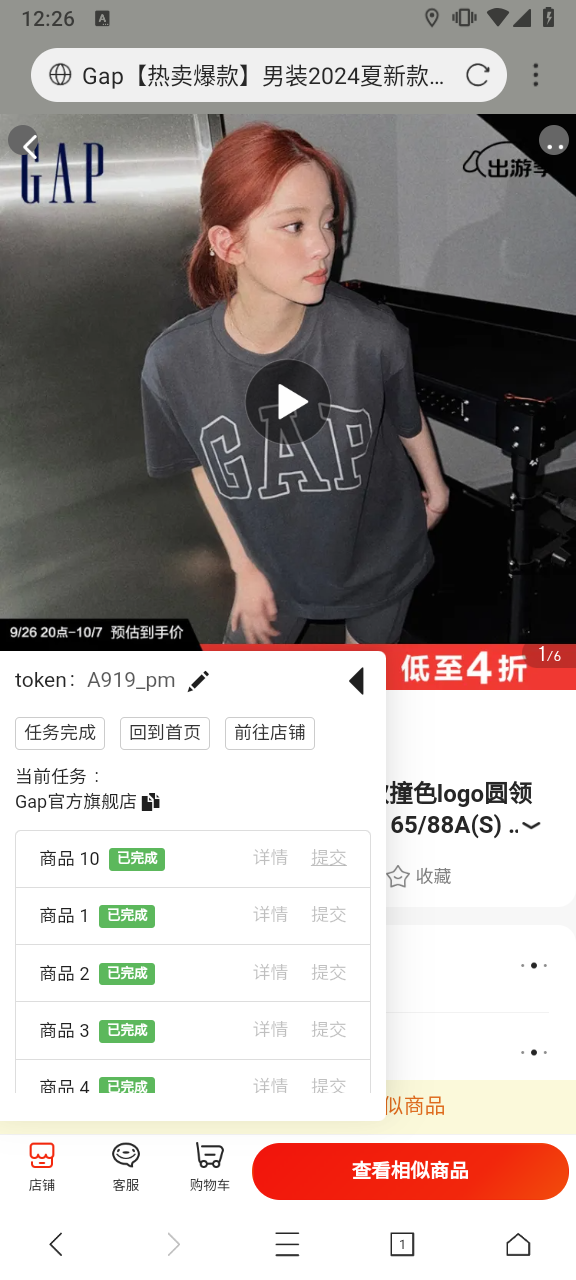 12:26 A
Gap【热卖爆款】男装2024夏新款...
GAP
出游季
GAP
9/26 20点-10/7 预估到手价
1/6
低至4折
token： A919_pm
任务完成 回到首页 前往店铺
当前任务：
Gap官方旗舰店
撞色logo圆领
165/88A(S) ..
商品 10 已完成 详情 提交
收藏
商品 1 已完成 详情 提交
商品 2 已完成 详情 提交
商品 3 已完成 详情 提交
商品 4 已完成 详情 提交
似商品
店铺 客服 购物车 查看相似商品
1